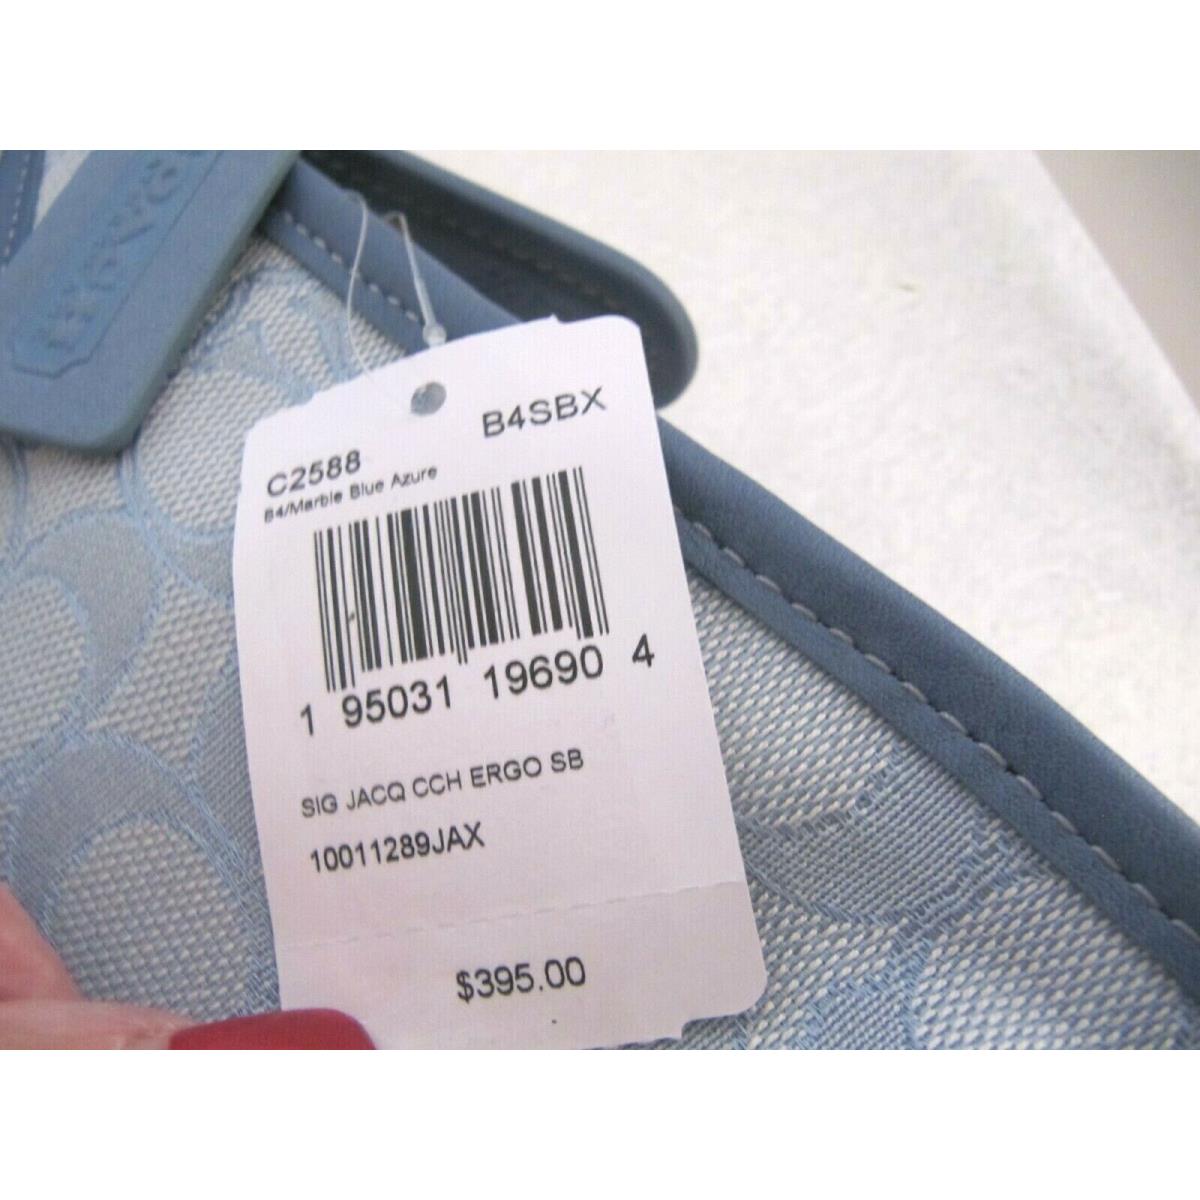 B4SBX
C2588
B4/Marble Blue Azure
1 95031 19690 4
SIG JACQ CCH ERGO SB
10011289JAX
$395.00